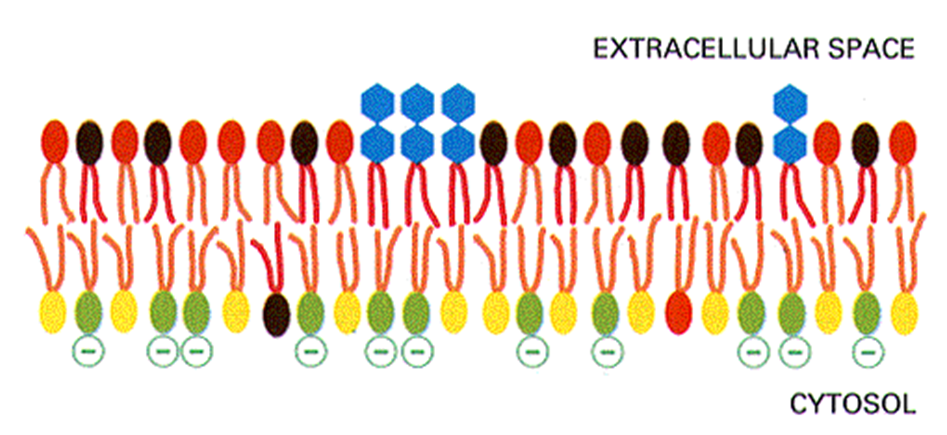 EXTRACELLULAR SPACE
− − − − − − − − − − −
CYTOSOL